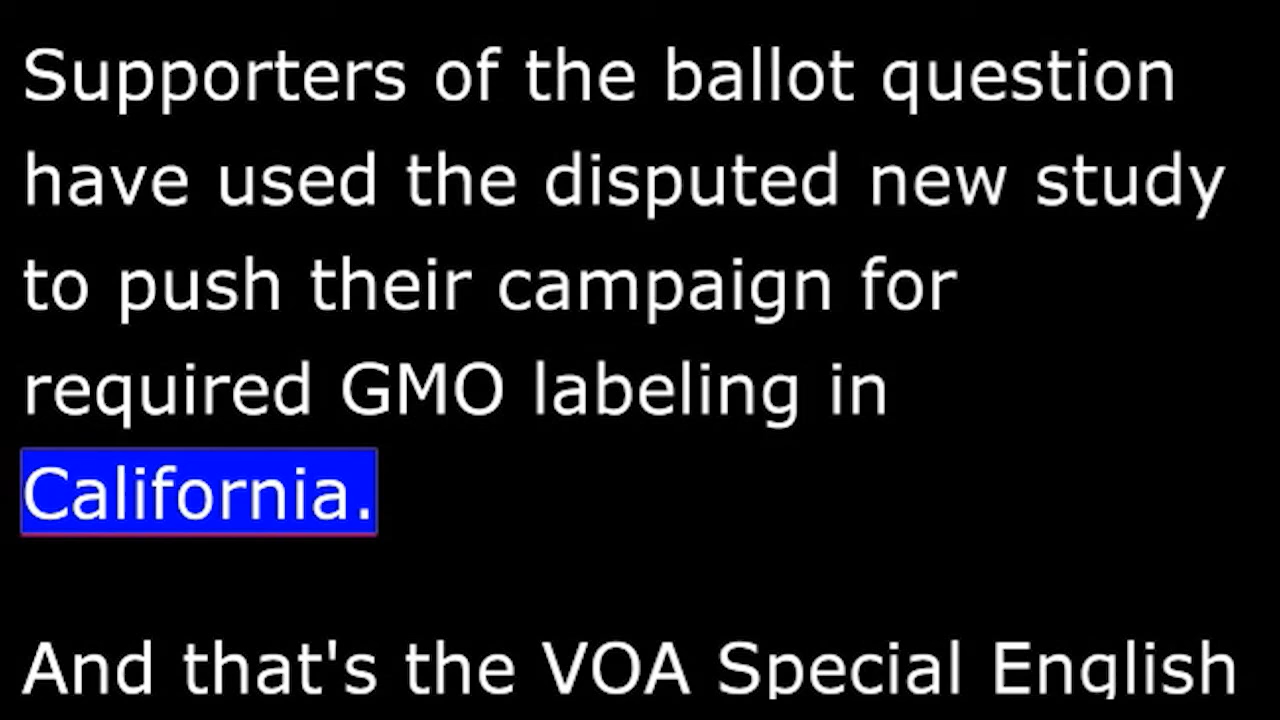 Supporters of the ballot question
have used the disputed new study
to push their campaign for
required GMO labeling in
California.
And that's the VOA Special English